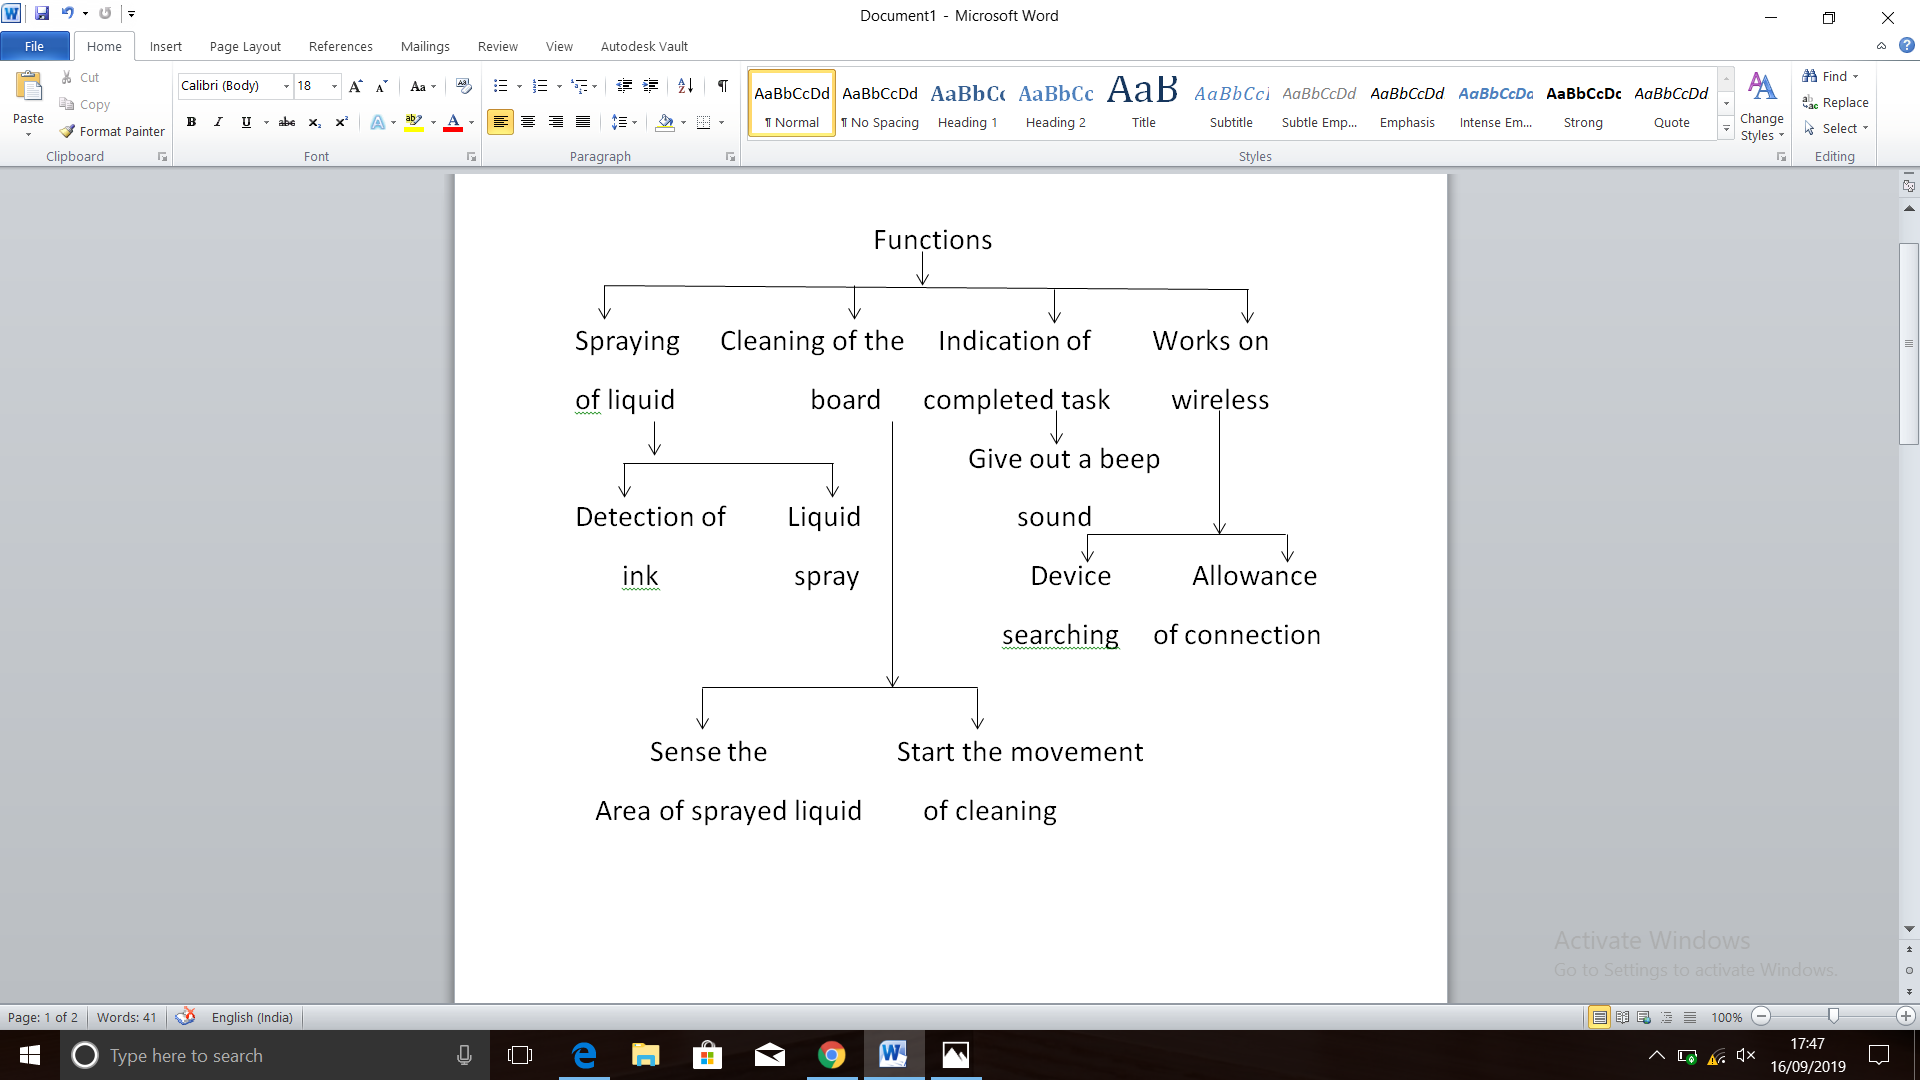 Document1 - Microsoft Word
File Home Insert Page Layout References Mailings Review View Autodesk Vault
Paste
Cut
Copy
Format Painter
Clipboard
Calibri (Body) 18
Font
Paragraph
AaBbCcDd AaBbCcDd AaBbCc AaBbCc AaB AaBbCcl AaBbCcDd AaBbCcDd AaBbCcDd AaBbCcDc AaBbCcDd
¶ Normal ¶ No Spacing Heading 1 Heading 2 Title Subtitle Subtle Emp... Emphasis Intense Em... Strong Quote
Styles
Change
Styles
Find
Replace
Select
Editing
Functions
Spraying Cleaning of the Indication of Works on
of liquid board completed task wireless
Give out a beep
Detection of Liquid sound
ink spray Device Allowance
searching of connection
Sense the Start the movement
Area of sprayed liquid of cleaning
Activate Windows
Go to Settings to activate Windows.
Page: 1 of 2 Words: 41 English (India) 100%
Type here to search
17:47
16/09/2019